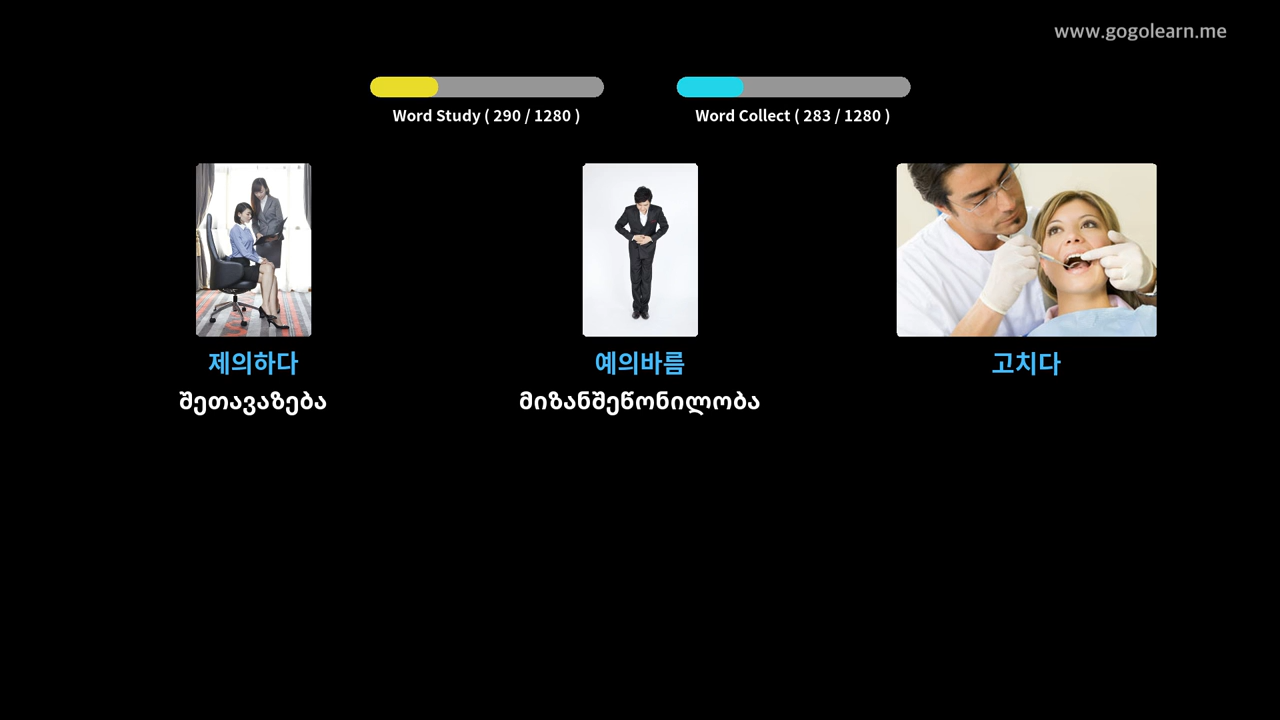 www.gogolearn.me
Word Study ( 290 / 1280 )
Word Collect ( 283 / 1280 )
제의하다
예의바름
고치다
შეთავაზება
მიზანშეწონილობა